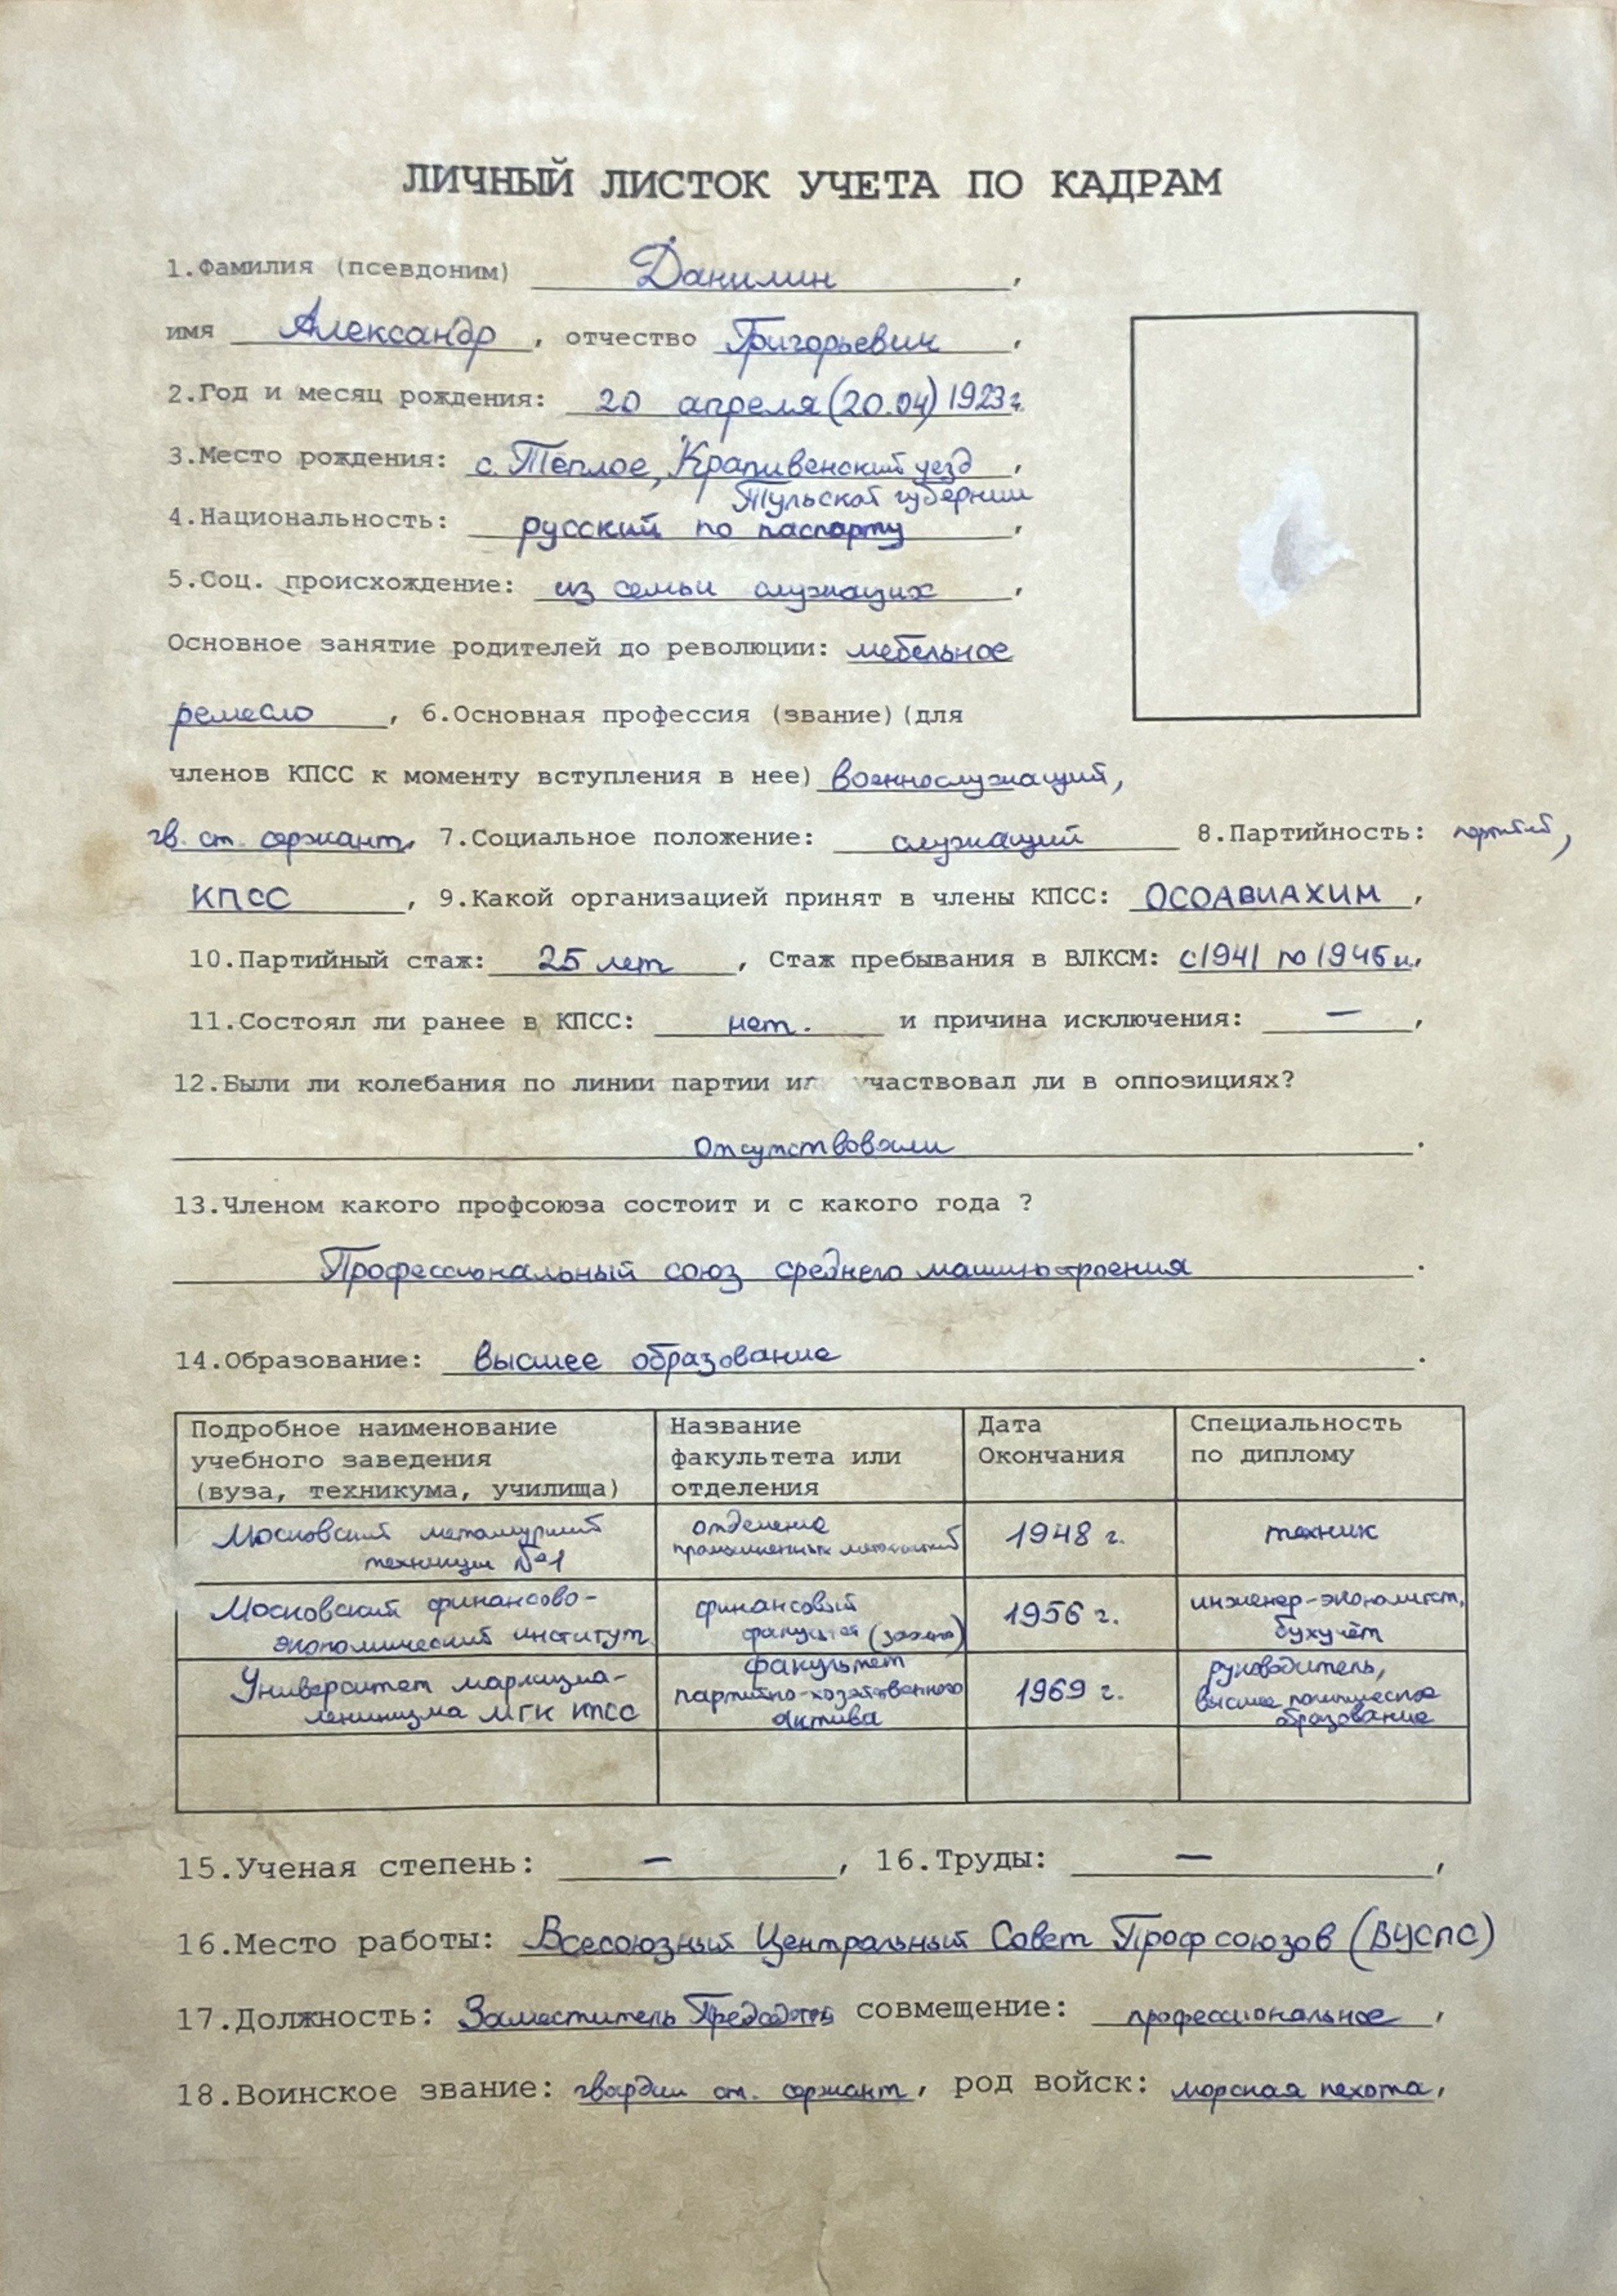 ЛИЧНЫЙ ЛИСТОК УЧЕТА ПО КАДРАМ
1.Фамилия (псевдоним) Данилин,
имя Александр, отчество Григорьевич,
2.Год и месяц рождения: 20 апреля (20.04) 1923 г.
3.Место рождения: с. Тёплое, Крапивенский уезд,
Тульской губернии
4.Национальность: русский по паспорту,
5.Соц. происхождение: из семьи служащих,
Основное занятие родителей до революции: мебельное
ремесло, 6.Основная профессия (звание)(для
членов КПСС к моменту вступления в нее) военнослужащий,
гв. ст. сержант, 7.Социальное положение: служащий 8.Партийность:
КПСС, 9.Какой организацией принят в члены КПСС: ОСОАВИАХИМ,
10.Партийный стаж: 25 лет, Стаж пребывания в ВЛКСМ: с 1941 по 1945 г.,
11.Состоял ли ранее в КПСС: нет. и причина исключения: —,
12.Были ли колебания по линии партии или участвовал ли в оппозициях?
Отсутствовали.
13.Членом какого профсоюза состоит и с какого года ?
Профессиональный союз среднего машиностроения.
14.Образование: высшее образование.
Подробное наименование учебного заведения (вуза, техникума, училища)
Название факультета или отделения
Дата Окончания
Специальность по диполому
Московский
техникум №1
отделение
1948 г.
техник
Московский финансово-
экономический институт
финансовый
факультет (заочно)
1956 г.
инженер-экономист,
бухучёт
Университет марксизма-
ленинизма МГК КПСС
факультет
партийно-хозяйственного
актива
1969 г.
руководитель,
высшее политическое
образование
15.Ученая степень: —, 16.Труды: —,
16.Место работы: Всесоюзный Центральный Совет Профсоюзов (ВЦСПС)
17.Должность: Заместитель совмещение: профессиональное,
18.Воинское звание: гвардии ст. сержант, род войск: морская пехота,